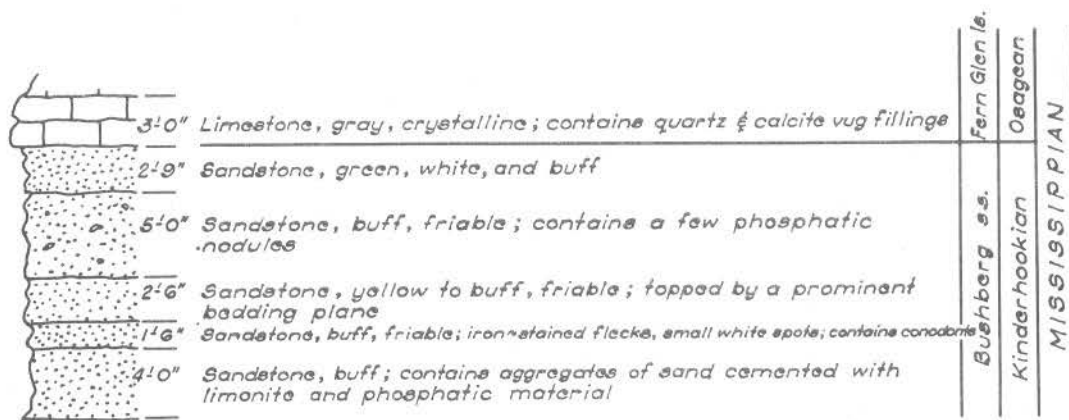 3'-0" Limestone, gray, crystalline; contains quartz & calcite vug fillings
2'-9" Sandstone, green, white, and buff
5'-0" Sandstone, buff, friable; contains a few phosphatic
nodules
2'-6" Sandstone, yellow to buff, friable; topped by a prominent
bedding plane
1'-6" Sandstone, buff, friable; iron-stained flecks, small white spots; contains conodonts
4'-0" Sandstone, buff; contains aggregates of sand cemented with
limonite and phosphatic material
Fern Glen ls.
Bushberg ss.
Osagean
Kinderhookian
MISSISSIPPIAN